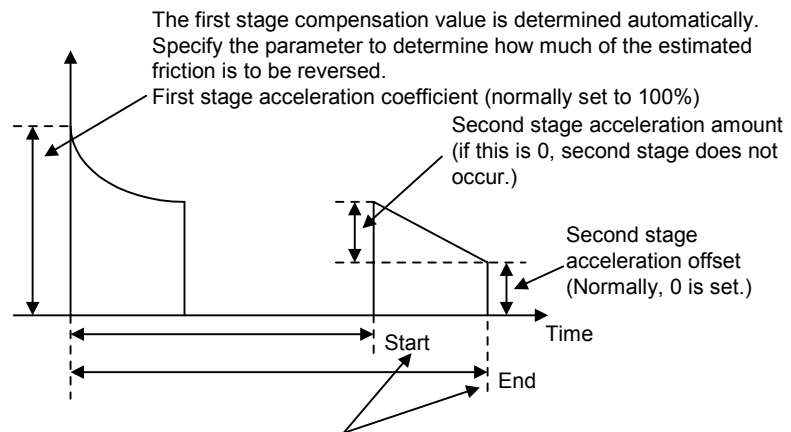 The first stage compensation value is determined automatically.
Specify the parameter to determine how much of the estimated
friction is to be reversed.
First stage acceleration coefficient (normally set to 100%)
Second stage acceleration amount
(if this is 0, second stage does not
occur.)
Second stage
acceleration offset
(Normally, 0 is set.)
Time
Start
End